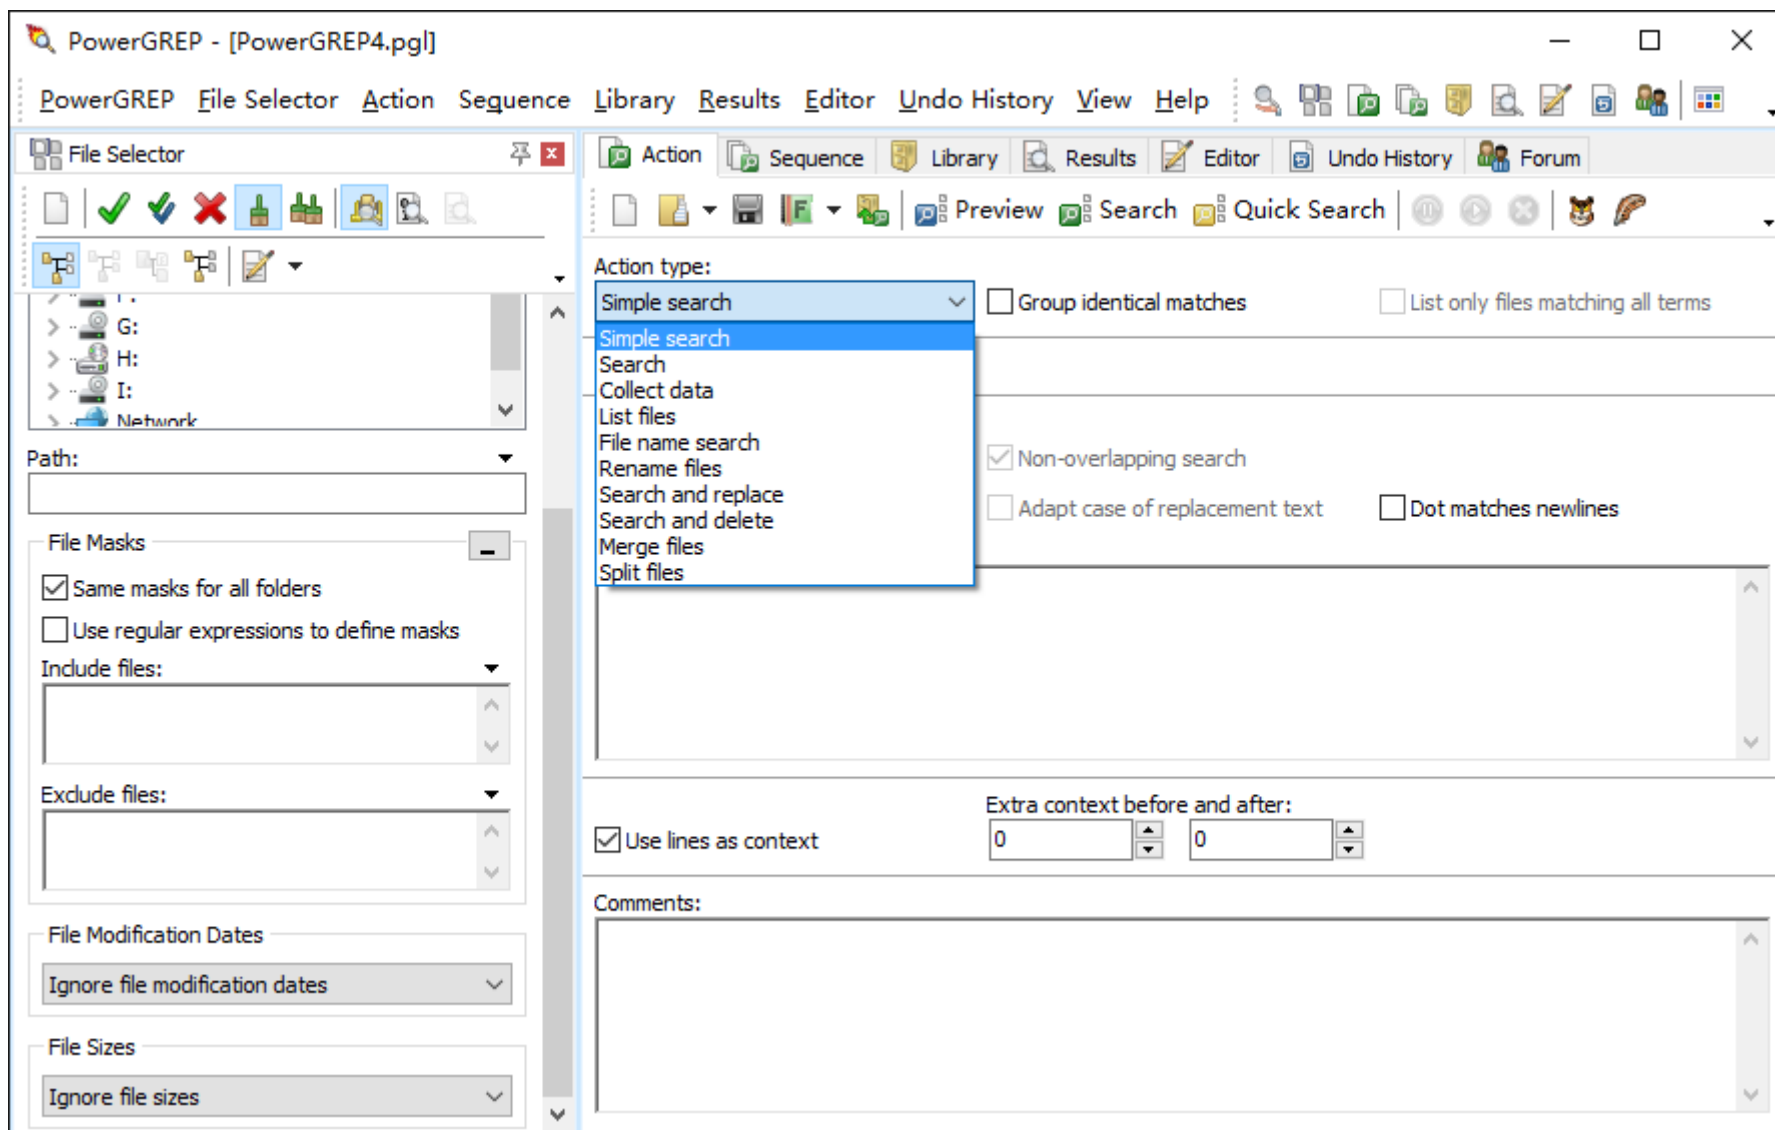 PowerGREP - [PowerGREP4.pgl]
PowerGREP File Selector Action Sequence Library Results Editor Undo History View Help
File Selector
Action Sequence Library Results Editor Undo History Forum
Preview Search Quick Search
Action type:
Simple search
Group identical matches
List only files matching all terms
Simple search
Search
Collect data
List files
File name search
Rename files
Search and replace
Search and delete
Merge files
Split files
G:
H:
I:
Network
Path:
Non-overlapping search
Adapt case of replacement text
Dot matches newlines
File Masks
Same masks for all folders
Use regular expressions to define masks
Include files:
Exclude files:
Extra context before and after:
Use lines as context
0
0
Comments:
File Modification Dates
Ignore file modification dates
File Sizes
Ignore file sizes